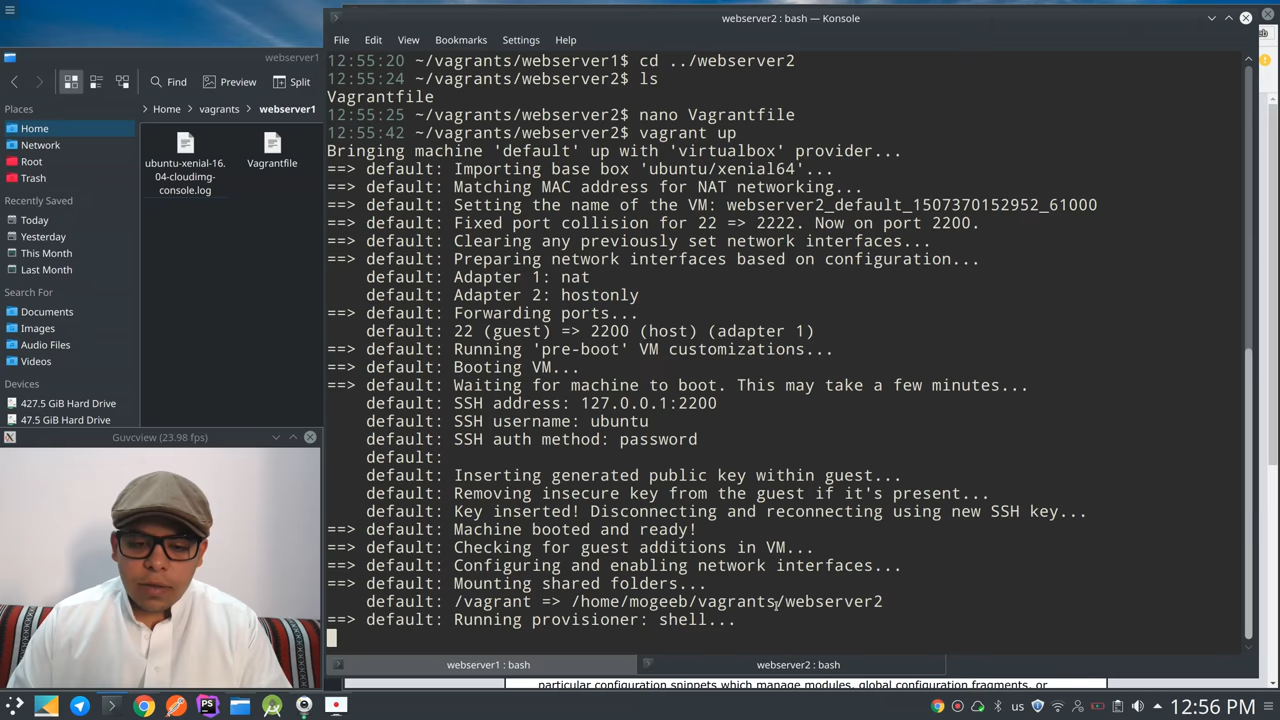 webserver2 : bash — Konsole
File Edit View Bookmarks Settings Help
webserver1
Find Preview Split
Places
Home
Network
Root
Trash
Recently Saved
Today
Yesterday
This Month
Last Month
Search For
Documents
Images
Audio Files
Videos
Devices
427.5 GiB Hard Drive
47.5 GiB Hard Drive
Home vagrants webserver1
ubuntu-xenial-16.
04-cloudimg-
console.log
Vagrantfile
Guvcview (23.98 fps)
12:55:20 ~/vagrants/webserver1$ cd ../webserver2
12:55:24 ~/vagrants/webserver2$ ls
Vagrantfile
12:55:25 ~/vagrants/webserver2$ nano Vagrantfile
12:55:42 ~/vagrants/webserver2$ vagrant up
Bringing machine 'default' up with 'virtualbox' provider...
==> default: Importing base box 'ubuntu/xenial64'...
==> default: Matching MAC address for NAT networking...
==> default: Setting the name of the VM: webserver2_default_1507370152952_61000
==> default: Fixed port collision for 22 => 2222. Now on port 2200.
==> default: Clearing any previously set network interfaces...
==> default: Preparing network interfaces based on configuration...
default: Adapter 1: nat
default: Adapter 2: hostonly
==> default: Forwarding ports...
default: 22 (guest) => 2200 (host) (adapter 1)
==> default: Running 'pre-boot' VM customizations...
==> default: Booting VM...
==> default: Waiting for machine to boot. This may take a few minutes...
default: SSH address: 127.0.0.1:2200
default: SSH username: ubuntu
default: SSH auth method: password
default:
default: Inserting generated public key within guest...
default: Removing insecure key from the guest if it's present...
default: Key inserted! Disconnecting and reconnecting using new SSH key...
==> default: Machine booted and ready!
==> default: Checking for guest additions in VM...
==> default: Configuring and enabling network interfaces...
==> default: Mounting shared folders...
default: /vagrant => /home/mogeeb/vagrants/webserver2
==> default: Running provisioner: shell...
webserver1 : bash
webserver2 : bash
particular configuration snippets which manage modules, global configuration fragments, or
us
12:56 PM